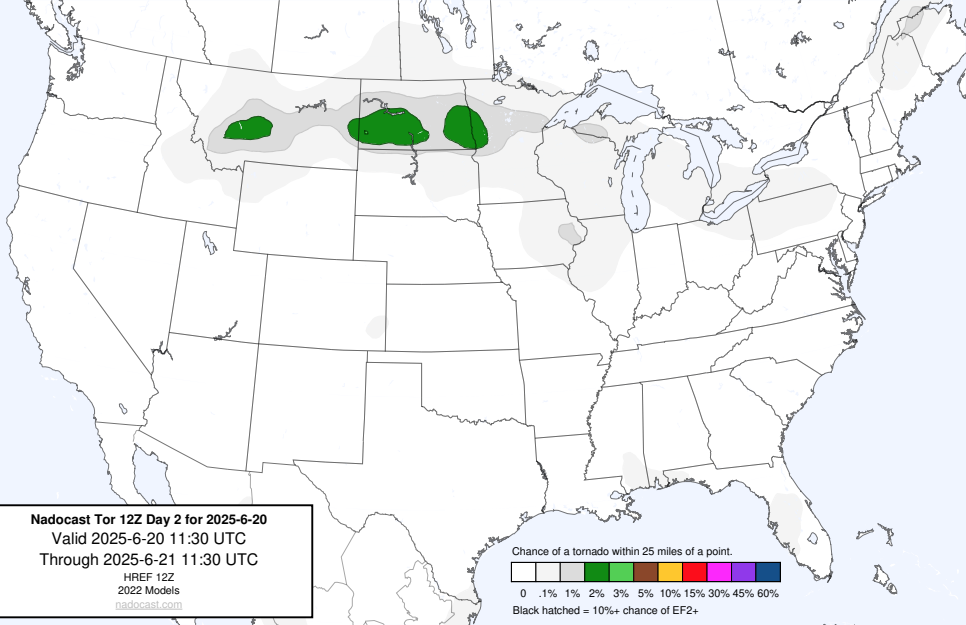 Nadocast Tor 12Z Day 2 for 2025-6-20
Valid 2025-6-20 11:30 UTC
Through 2025-6-21 11:30 UTC
HREF 12Z
2022 Models
nadocast.com
Chance of a tornado within 25 miles of a point.
0 .1% 1% 2% 3% 5% 10% 15% 30% 45% 60%
Black hatched = 10%+ chance of EF2+